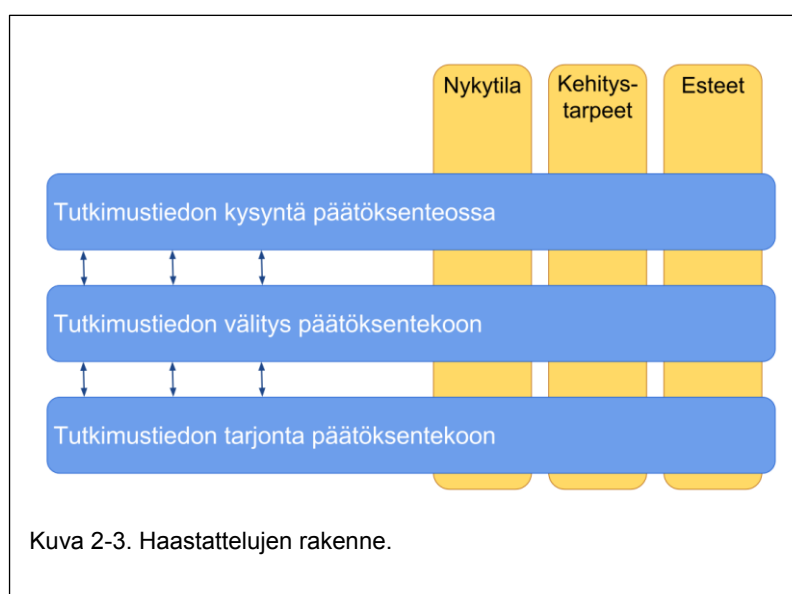 Nykytila
Kehitys-
tarpeet
Esteet
Tutkimustiedon kysyntä päätöksenteossa
Tutkimustiedon välitys päätöksentekoon
Tutkimustiedon tarjonta päätöksentekoon
Kuva 2-3. Haastattelujen rakenne.